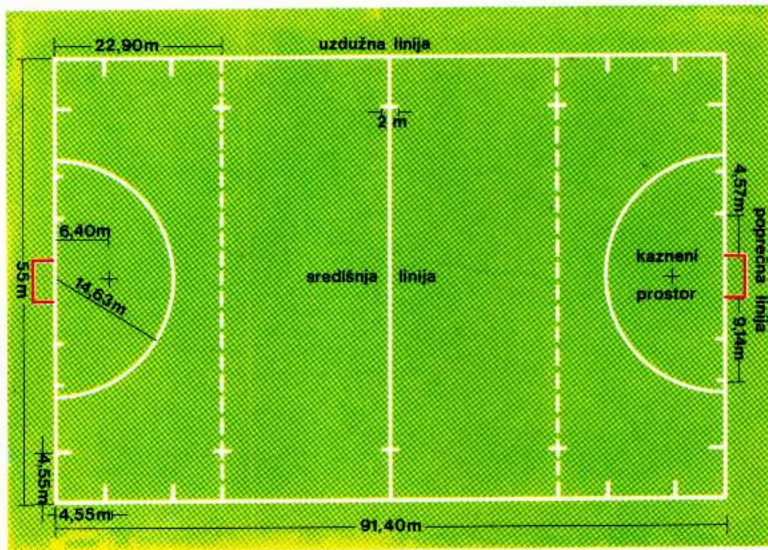 22,90m
uzdužna linija
2 m
4,57m
6,40m
poprečna linija
55m
14,63m
središnja linija
kazneni
prostor
9,14m
4,55m
4,55m
91,40m